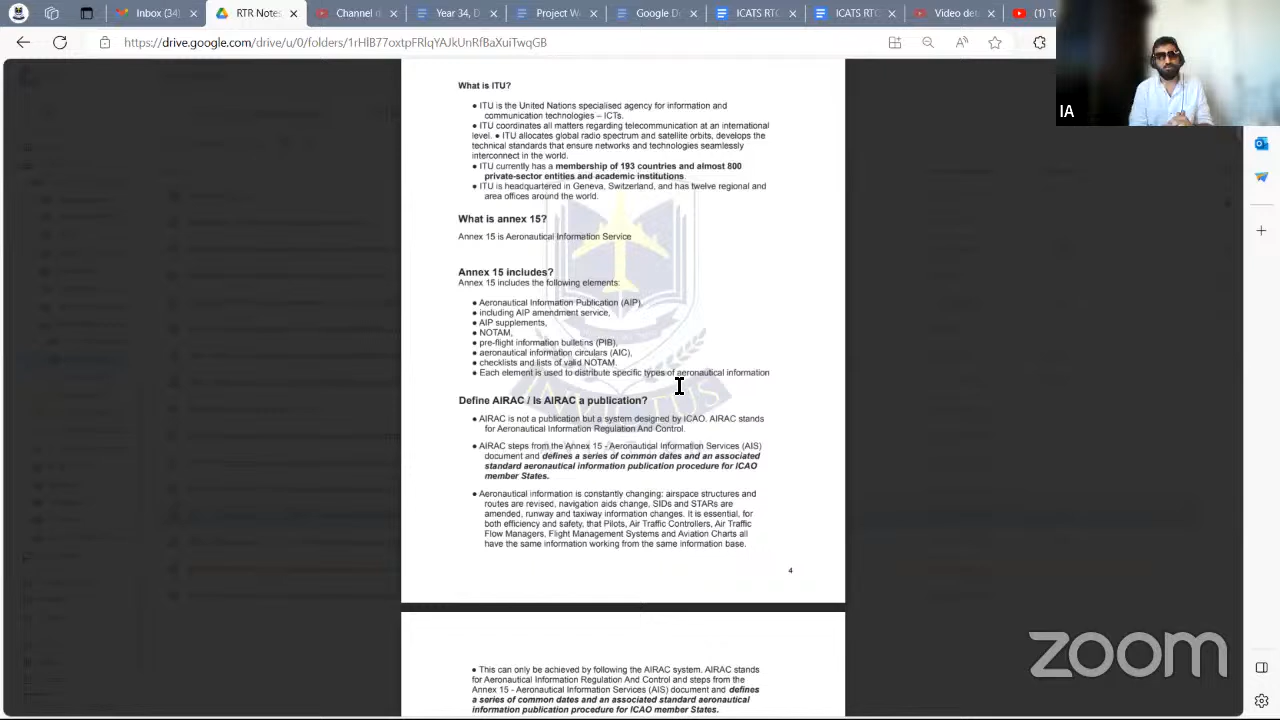 Year 34, D
RTR Notes
Channel c
Year 34, D
Project W
Google D
ICATS RT
ICATS RTC
Video det
(1) To
https://drive.google.com/drive/u/0/folders/1rHIB77oxtpFRlqYAJkUnRfBaXuiTwqGB
IA
What is ITU?
● ITU is the United Nations specialised agency for information and
communication technologies – ICTs.
● ITU coordinates all matters regarding telecommunication at an international
level. ● ITU allocates global radio spectrum and satellite orbits, develops the
technical standards that ensure networks and technologies seamlessly
interconnect in the world.
● ITU currently has a membership of 193 countries and almost 800
private-sector entities and academic institutions.
● ITU is headquartered in Geneva, Switzerland, and has twelve regional and
area offices around the world.
What is annex 15?
Annex 15 is Aeronautical Information Service
Annex 15 includes?
Annex 15 includes the following elements:
● Aeronautical Information Publication (AIP),
● including AIP amendment service,
● AIP supplements,
● NOTAM,
● pre-flight information bulletins (PIB),
● aeronautical information circulars (AIC),
● checklists and lists of valid NOTAM.
● Each element is used to distribute specific types of aeronautical information
Define AIRAC / Is AIRAC a publication?
● AIRAC is not a publication but a system designed by ICAO. AIRAC stands
for Aeronautical Information Regulation And Control.
● AIRAC steps from the Annex 15 - Aeronautical Information Services (AIS)
document and defines a series of common dates and an associated
standard aeronautical information publication procedure for ICAO
member States.
● Aeronautical information is constantly changing: airspace structures and
routes are revised, navigation aids change, SIDs and STARs are
amended, runway and taxiway information changes. It is essential, for
both efficiency and safety, that Pilots, Air Traffic Controllers, Air Traffic
Flow Managers, Flight Management Systems and Aviation Charts all
have the same information working from the same information base.
4
● This can only be achieved by following the AIRAC system. AIRAC stands
for Aeronautical Information Regulation And Control and steps from the
Annex 15 - Aeronautical Information Services (AIS) document and defines
a series of common dates and an associated standard aeronautical
information publication procedure for ICAO member States.
zoom